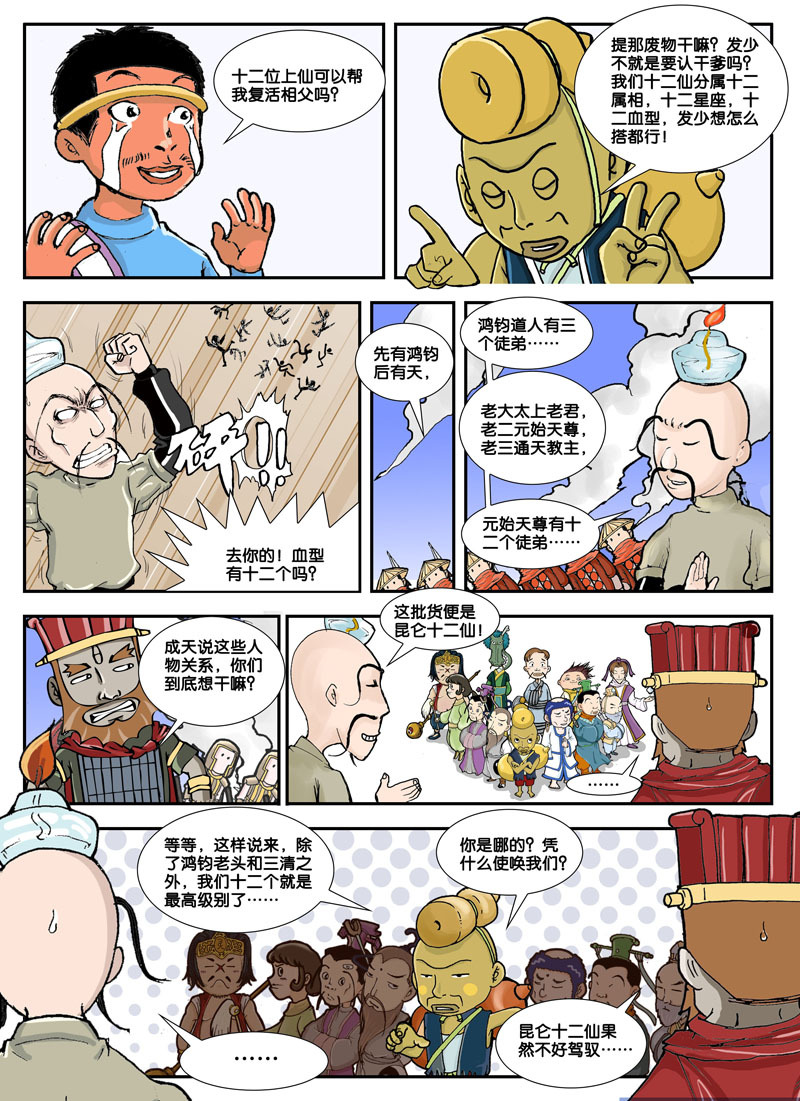 十二位上仙可以帮
我复活相父吗？
提那废物干嘛？发少
不就是要认干爹吗？
我们十二仙分属十二
属相，十二星座，十
二血型，发少想怎么
搭都行！
砰!!
去你的！血型
有十二个吗？
先有鸿钧
后有天，
鸿钧道人有三
个徒弟……
老大太上老君，
老二元始天尊，
老三通天教主，
元始天尊有十
二个徒弟……
成天说这些人
物关系，你们
到底想干嘛？
这批货便是
昆仑十二仙！
……
等等，这样说来，除
了鸿钧老头和三清之
外，我们十二个就是
最高级别了……
你是哪的？凭
什么使唤我们？
……
昆仑十二仙果
然不好驾驭……